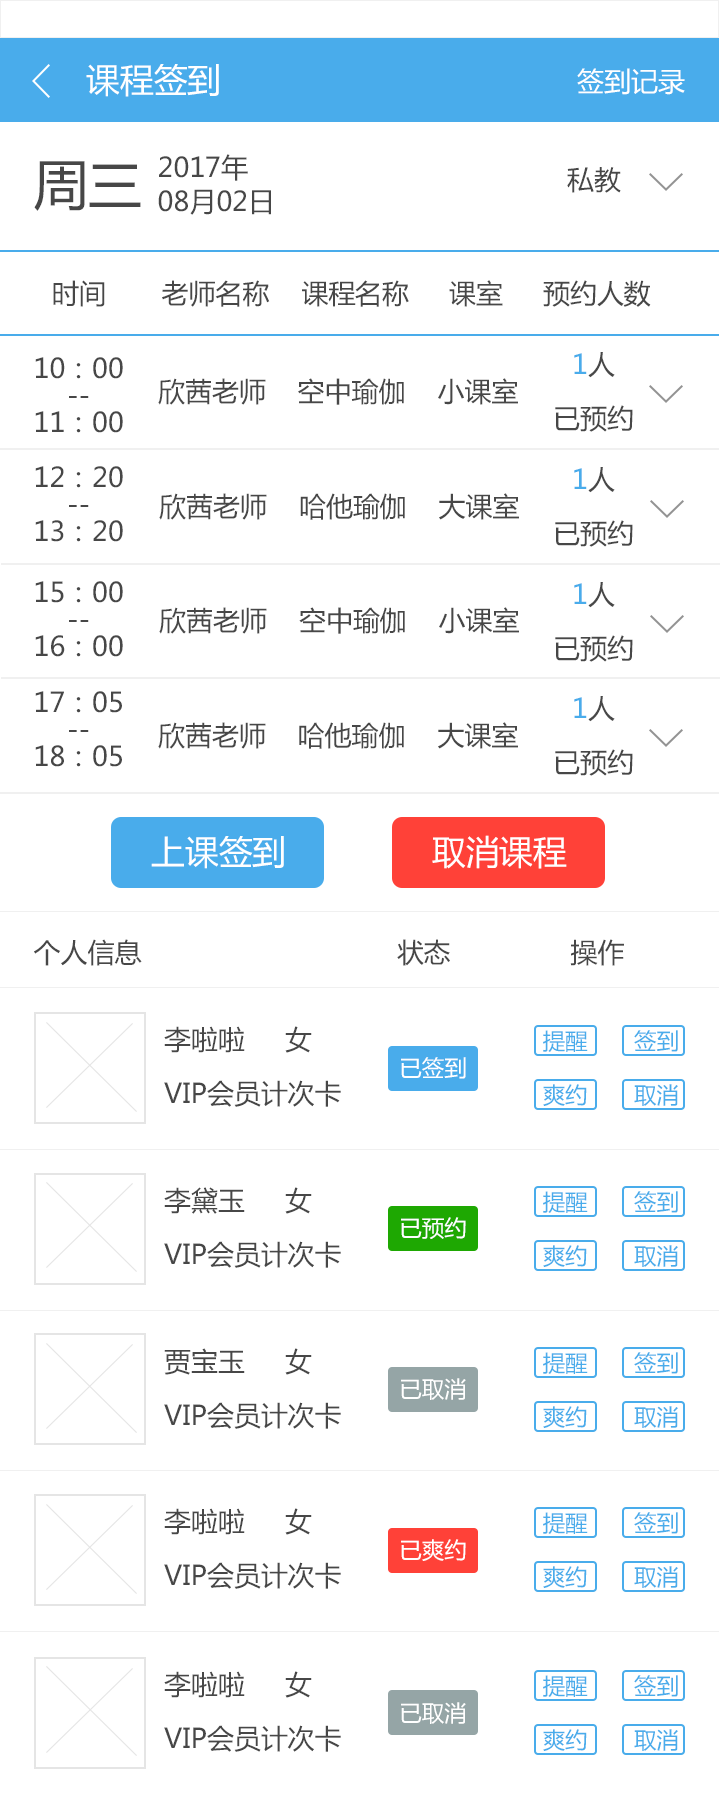 课程签到 签到记录
周三 2017年 私教
08月02日
时间 老师名称 课程名称 课室 预约人数
10 : 00 1人
-- 欣茜老师 空中瑜伽 小课室
11 : 00 已预约
12 : 20 1人
-- 欣茜老师 哈他瑜伽 大课室
13 : 20 已预约
15 : 00 1人
-- 欣茜老师 空中瑜伽 小课室
16 : 00 已预约
17 : 05 1人
-- 欣茜老师 哈他瑜伽 大课室
18 : 05 已预约
上课签到 取消课程
个人信息 状态 操作
李啦啦 女 提醒 签到
已签到
VIP会员计次卡 爽约 取消
李黛玉 女 提醒 签到
已预约
VIP会员计次卡 爽约 取消
贾宝玉 女 提醒 签到
已取消
VIP会员计次卡 爽约 取消
李啦啦 女 提醒 签到
已爽约
VIP会员计次卡 爽约 取消
李啦啦 女 提醒 签到
已取消
VIP会员计次卡 爽约 取消